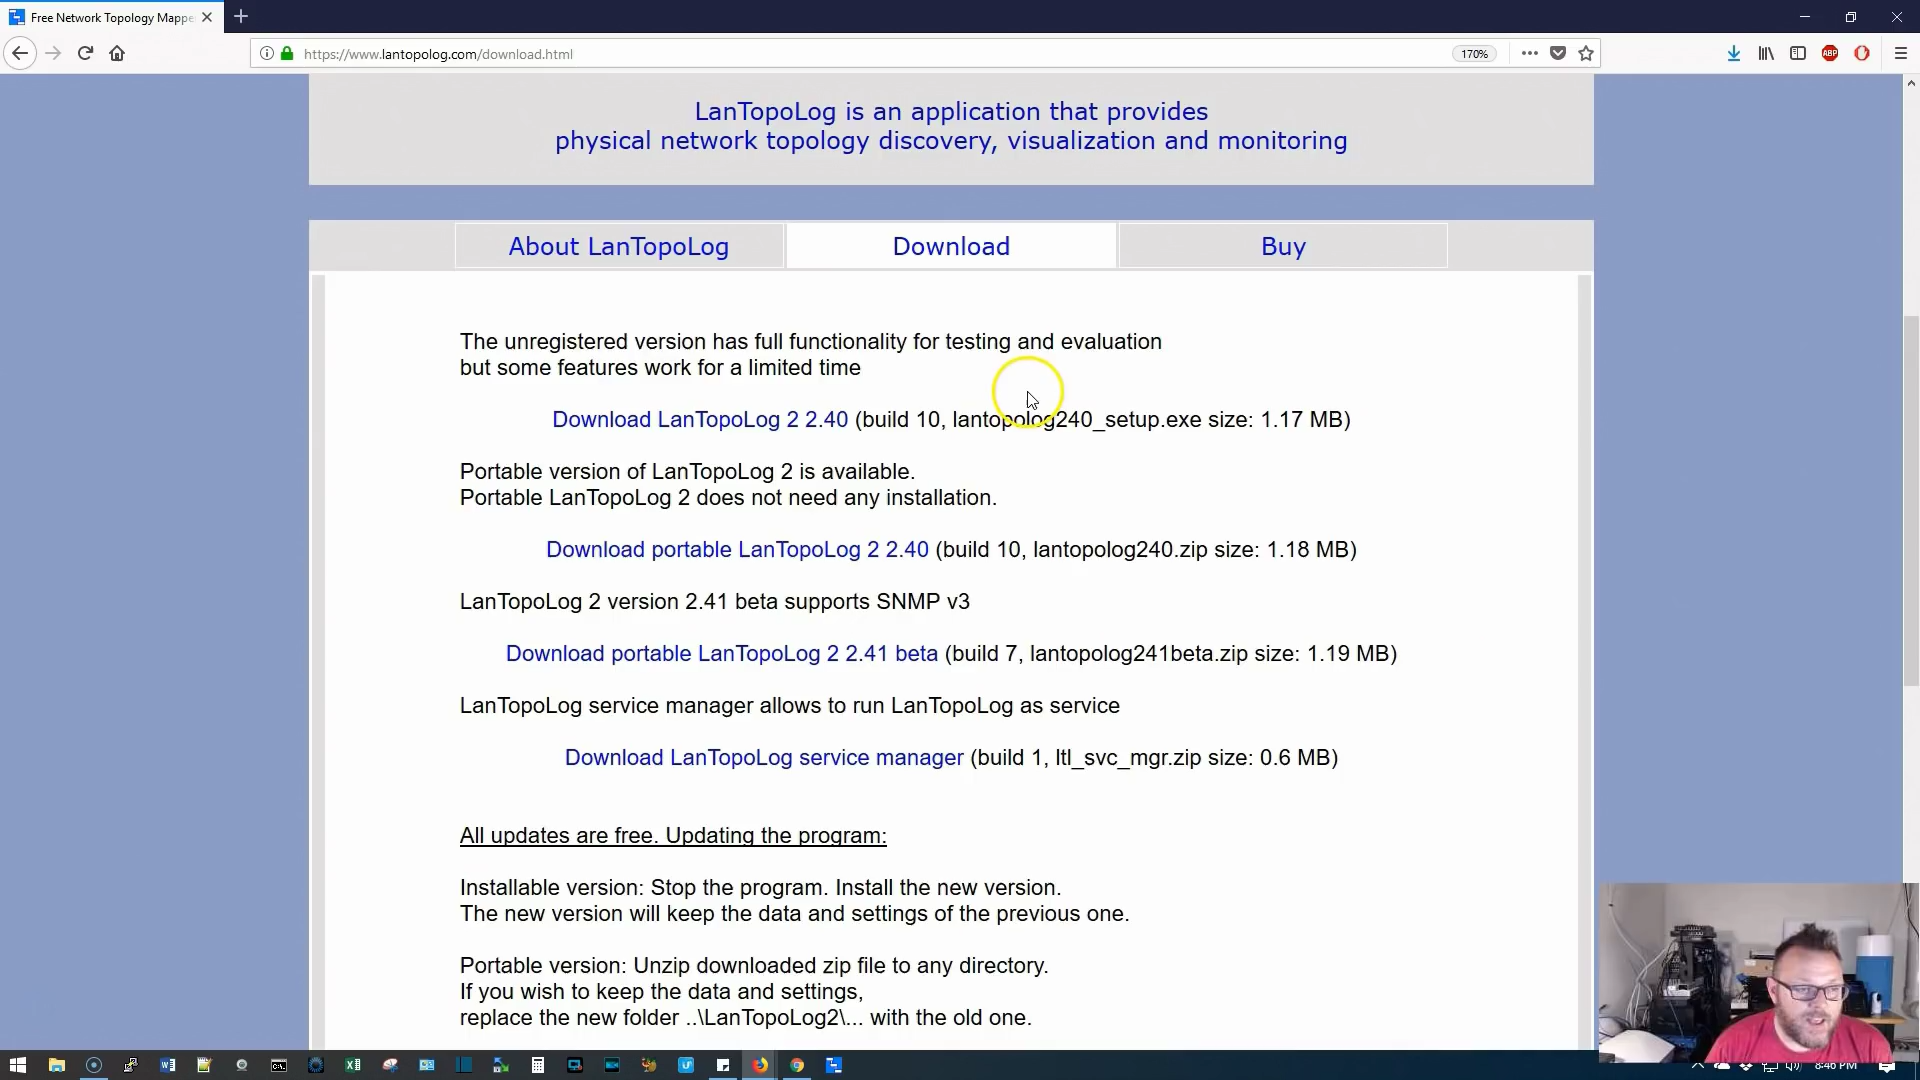 Free Network Topology Mappe
https://www.lantopolog.com/download.html
170%
ABP
LanTopoLog is an application that provides
physical network topology discovery, visualization and monitoring
About LanTopoLog
Download
Buy
The unregistered version has full functionality for testing and evaluation
but some features work for a limited time
Download LanTopoLog 2 2.40 (build 10, lantopolog240_setup.exe size: 1.17 MB)
Portable version of LanTopoLog 2 is available.
Portable LanTopoLog 2 does not need any installation.
Download portable LanTopoLog 2 2.40 (build 10, lantopolog240.zip size: 1.18 MB)
LanTopoLog 2 version 2.41 beta supports SNMP v3
Download portable LanTopoLog 2 2.41 beta (build 7, lantopolog241beta.zip size: 1.19 MB)
LanTopoLog service manager allows to run LanTopoLog as service
Download LanTopoLog service manager (build 1, ltl_svc_mgr.zip size: 0.6 MB)
All updates are free. Updating the program:
Installable version: Stop the program. Install the new version.
The new version will keep the data and settings of the previous one.
Portable version: Unzip downloaded zip file to any directory.
If you wish to keep the data and settings,
replace the new folder ..\LanTopoLog2\... with the old one.
8:46 PM